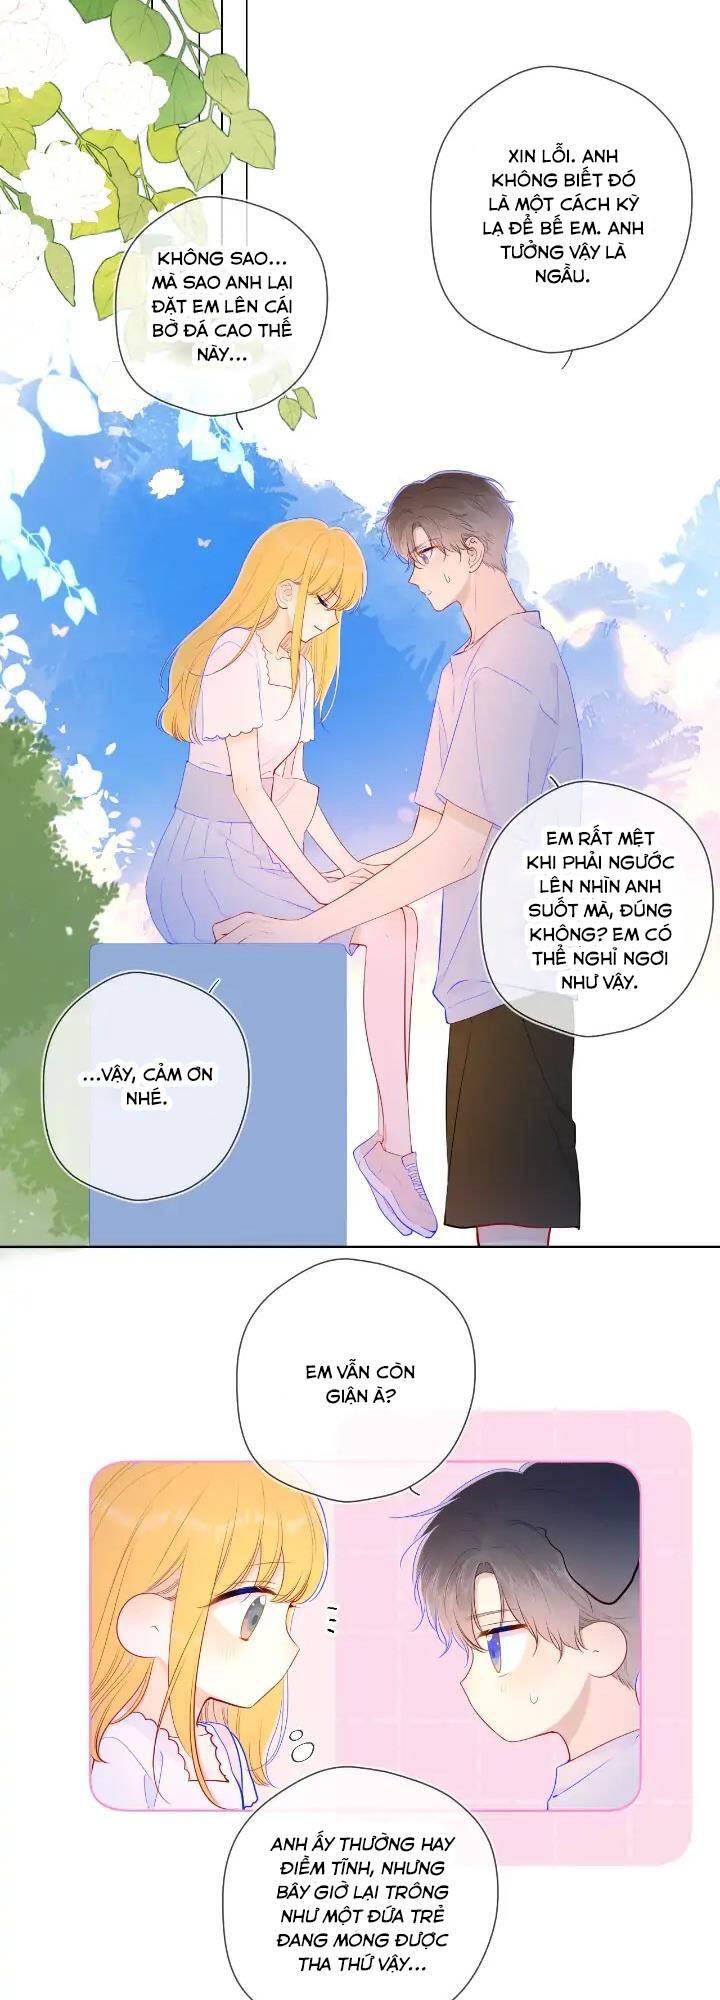 XIN LỖI. ANH
KHÔNG BIẾT ĐÓ
LÀ MỘT CÁCH KỲ
LẠ ĐỂ BẾ EM. ANH
TƯỞNG VẬY LÀ
NGẦU.
KHÔNG SAO...
MÀ SAO ANH LẠI
ĐẶT EM LÊN CÁI
BỜ ĐÁ CAO THẾ
NÀY...
EM RẤT MỆT
KHI PHẢI NGƯỚC
LÊN NHÌN ANH
SUỐT MÀ, ĐÚNG
KHÔNG? EM CÓ
THỂ NGHỈ NGƠI
NHƯ VẬY.
...VẬY, CẢM ƠN
NHÉ.
EM VẪN CÒN
GIẬN À?
ANH ẤY THƯỜNG HAY
ĐIỀM TĨNH, NHƯNG
BÂY GIỜ LẠI TRÔNG
NHƯ MỘT ĐỨA TRẺ
ĐANG MONG ĐƯỢC
THA THỨ VẬY...